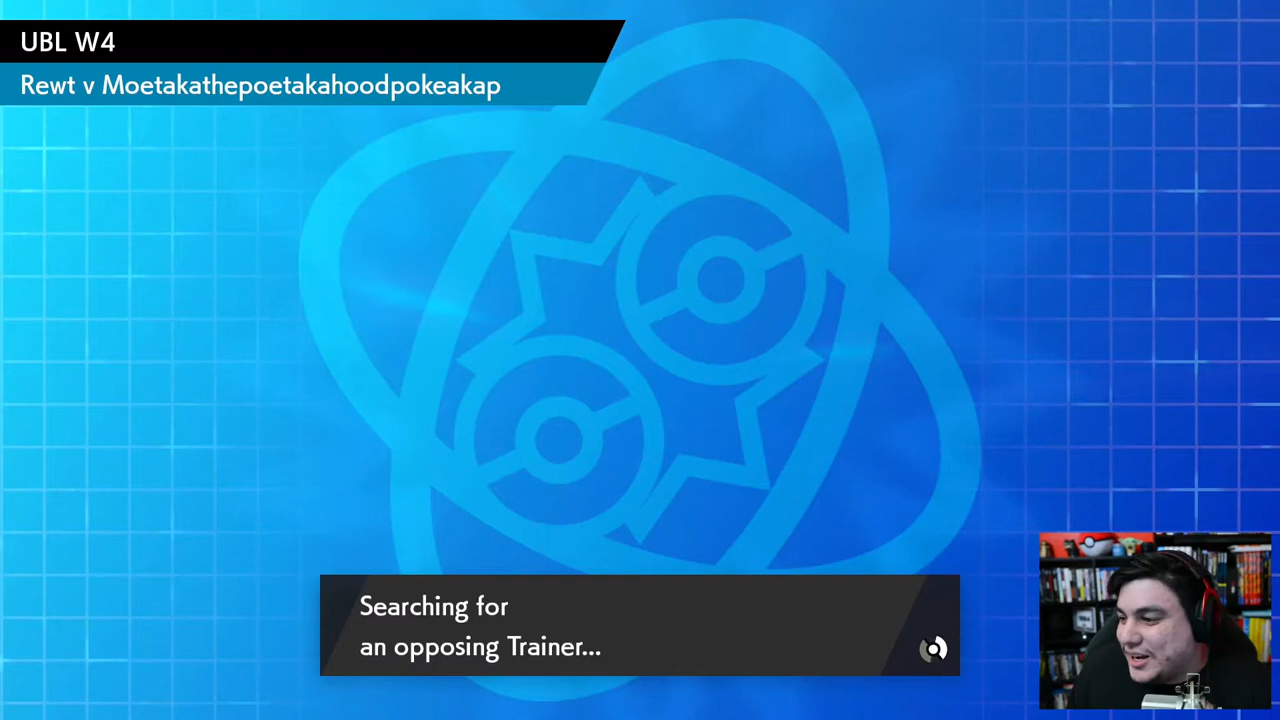 UBL W4
Rewt v Moetakathepoetakahoodpokeakap
Searching for
an opposing Trainer...